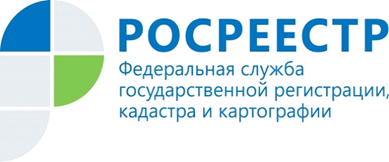 РОСРЕЕСТР
Федеральная служба
государственной регистрации,
кадастра и картографии